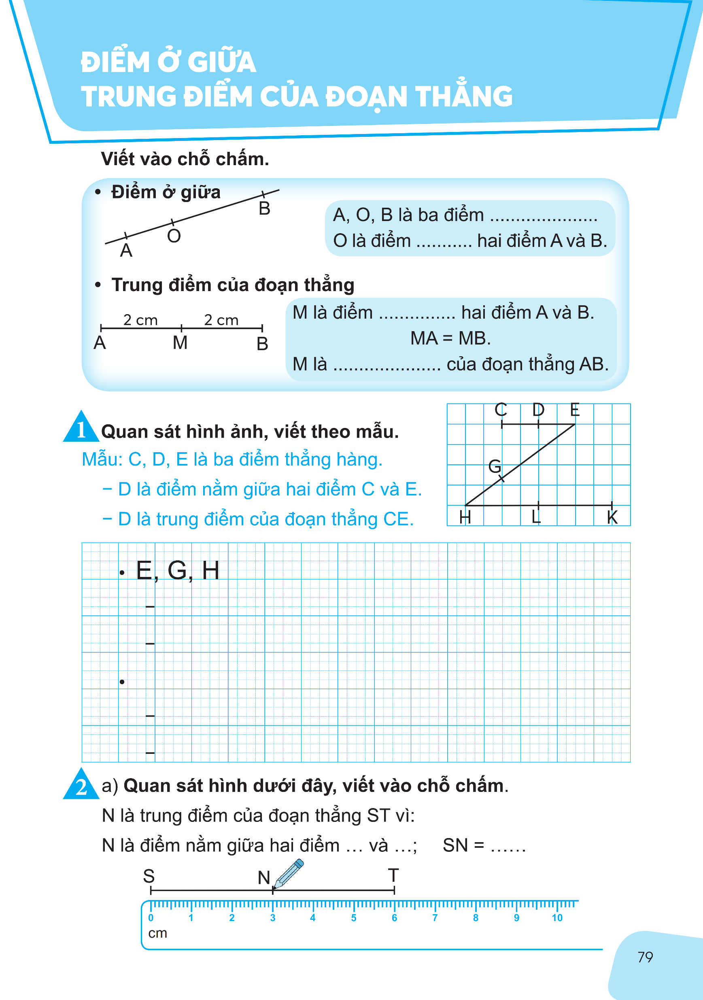 ĐIỂM Ở GIỮA
TRUNG ĐIỂM CỦA ĐOẠN THẲNG
Viết vào chỗ chấm.
• Điểm ở giữa
A
O
B
A, O, B là ba điểm .....................
O là điểm ........... hai điểm A và B.
• Trung điểm của đoạn thẳng
2 cm 2 cm
A M B
M là điểm ............... hai điểm A và B.
MA = MB.
M là ..................... của đoạn thẳng AB.
1 Quan sát hình ảnh, viết theo mẫu.
Mẫu: C, D, E là ba điểm thẳng hàng.
– D là điểm nằm giữa hai điểm C và E.
– D là trung điểm của đoạn thẳng CE.
C D E
G
H L K
• E, G, H
–
–
•
–
–
2 a) Quan sát hình dưới đây, viết vào chỗ chấm.
N là trung điểm của đoạn thẳng ST vì:
N là điểm nằm giữa hai điểm … và …; SN = ……
S N T
0 1 2 3 4 5 6 7 8 9 10
cm
79